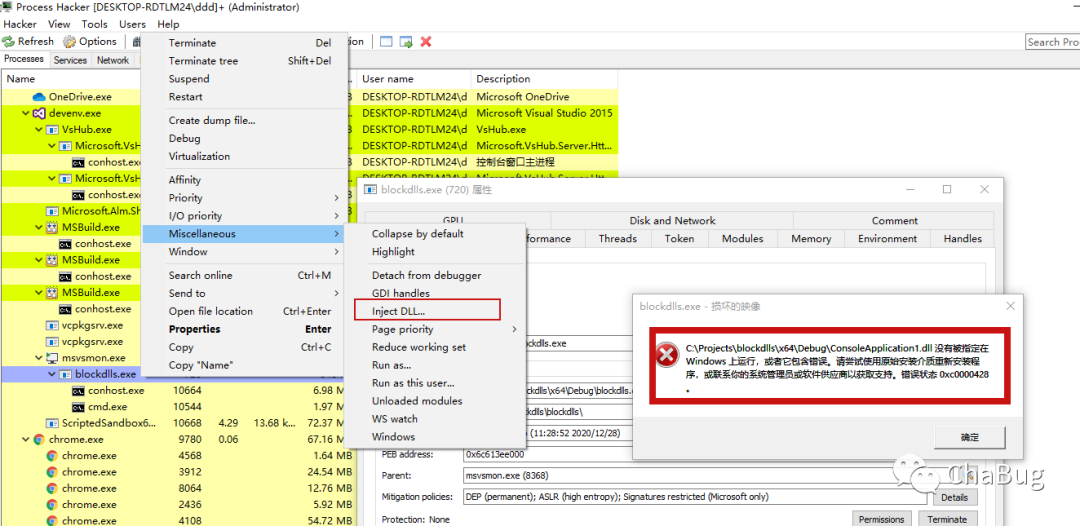 Process Hacker [DESKTOP-RDTLM24\ddd]+ (Administrator)
Hacker View Tools Users Help
Refresh Options
Search Pro
Processes Services Network
Name
User name Description
OneDrive.exe DESKTOP-RDTLM24\d Microsoft OneDrive
devenv.exe DESKTOP-RDTLM24\d Microsoft Visual Studio 2015
VsHub.exe DESKTOP-RDTLM24\d VsHub.exe
Microsoft.VsH DESKTOP-RDTLM24\d Microsoft.VsHub.Server.Htt...
conhost.exe DESKTOP-RDTLM24\d 控制台窗口主进程
Microsoft.VsH
conhost.exe
Microsoft.Alm.Sh
MSBuild.exe
conhost.exe
MSBuild.exe
conhost.exe
MSBuild.exe
conhost.exe
vcpkgsrv.exe
vcpkgsrv.exe
msvsmon.exe
blockdlls.exe
conhost.exe 10664 6.98 M
cmd.exe 10544 1.97 M
ScriptedSandbox6... 10668 4.29 13.68 k... 72.37 M
chrome.exe 9780 0.06 67.16 M
chrome.exe 4568 1.64 MB
chrome.exe 3912 24.54 MB
chrome.exe 8064 12.76 MB
chrome.exe 2436 5.92 MB
chrome.exe 4108 54.72 MB
Terminate Del
Terminate tree Shift+Del
Suspend
Restart
Create dump file...
Debug
Virtualization
Affinity
Priority
I/O priority
Miscellaneous
Window
Search online Ctrl+M
Send to
Open file location Ctrl+Enter
Properties Enter
Copy Ctrl+C
Copy "Name"
Collapse by default
Highlight
Detach from debugger
GDI handles
Inject DLL...
Page priority
Reduce working set
Run as...
Run as this user...
Unloaded modules
WS watch
Windows
blockdlls.exe (720) 属性
GPU Disk and Network Comment
formance Threads Token Modules Memory Environment Handles
ckdlls.exe
ckdlls\x64\Debug\blockdlls.e
ckdlls\blockdlls\
(11:28:52 2020/12/28)
PEB address: 0x6c613ee000
Parent: msvsmon.exe (8368)
Mitigation policies: DEP (permanent); ASLR (high entropy); Signatures restricted (Microsoft only) Details
Protection: None Permissions Terminate
blockdlls.exe - 损坏的映像
C:\Projects\blockdlls\x64\Debug\ConsoleApplication1.dll 没有被指定在
Windows 上运行，或者它包含错误。请尝试使用原始安装介质重新安装程
序，或联系你的系统管理员或软件供应商以获取支持。错误状态 0xc0000428
。
确定
ChaBug